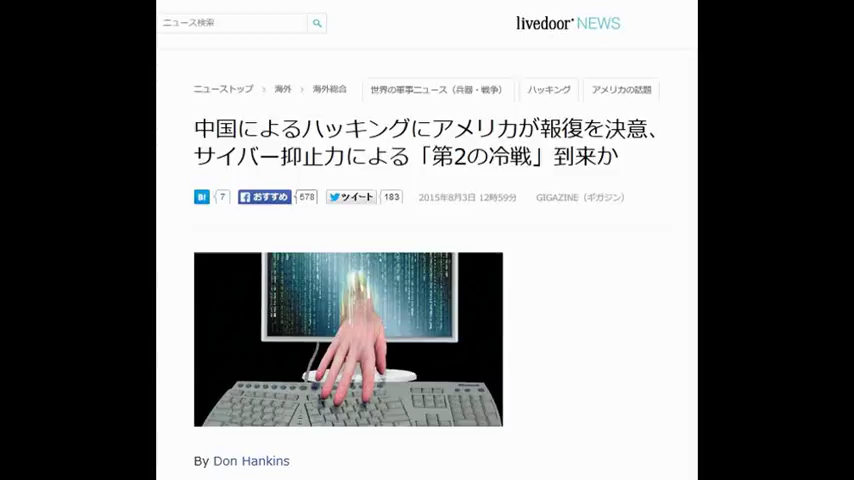 ニュース検索
livedoor NEWS
ニューストップ › 海外 › 海外総合 世界の軍事ニュース（兵器・戦争） ハッキング アメリカの話題
中国によるハッキングにアメリカが報復を決意、
サイバー抑止力による「第2の冷戦」到来か
B! 7 おすすめ 578 ツイート 183 2015年8月3日 12時59分 GIGAZINE（ギガジン）
By Don Hankins